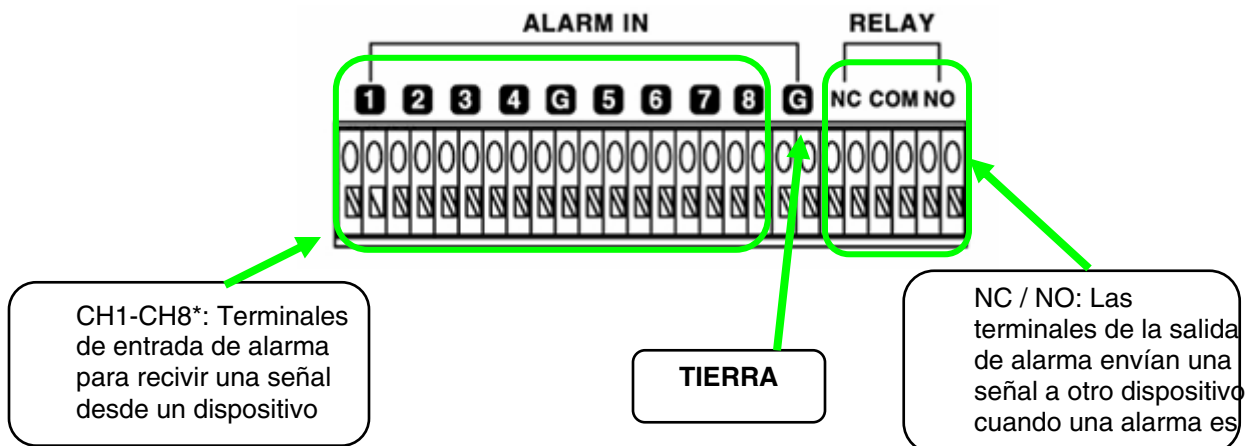 ALARM IN RELAY
1 2 3 4 G 5 6 7 8 G NC COM NO
CH1-CH8*: Terminales
de entrada de alarma
para recivir una señal
desde un dispositivo
TIERRA
NC / NO: Las
terminales de la salida
de alarma envían una
señal a otro dispositivo
cuando una alarma es